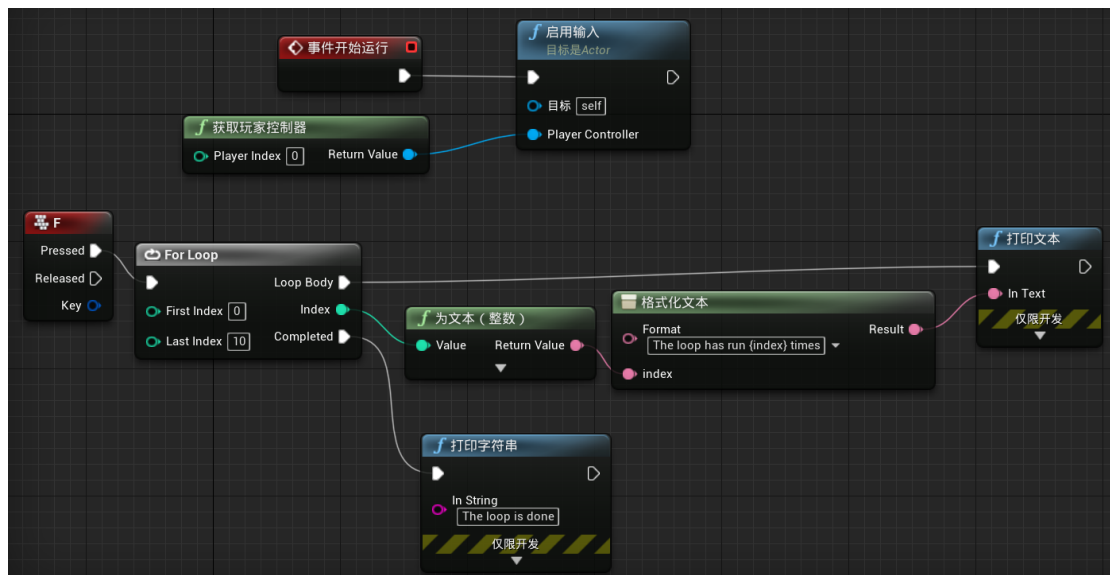 事件开始运行
启用输入
目标是Actor
目标 self
Player Controller
获取玩家控制器
Player Index 0
Return Value
F
Pressed
Released
Key
For Loop
First Index 0
Last Index 10
Loop Body
Index
Completed
为文本（整数）
Value
Return Value
格式化文本
Format
The loop has run {index} times
index
Result
打印文本
In Text
仅限开发
打印字符串
In String
The loop is done
仅限开发